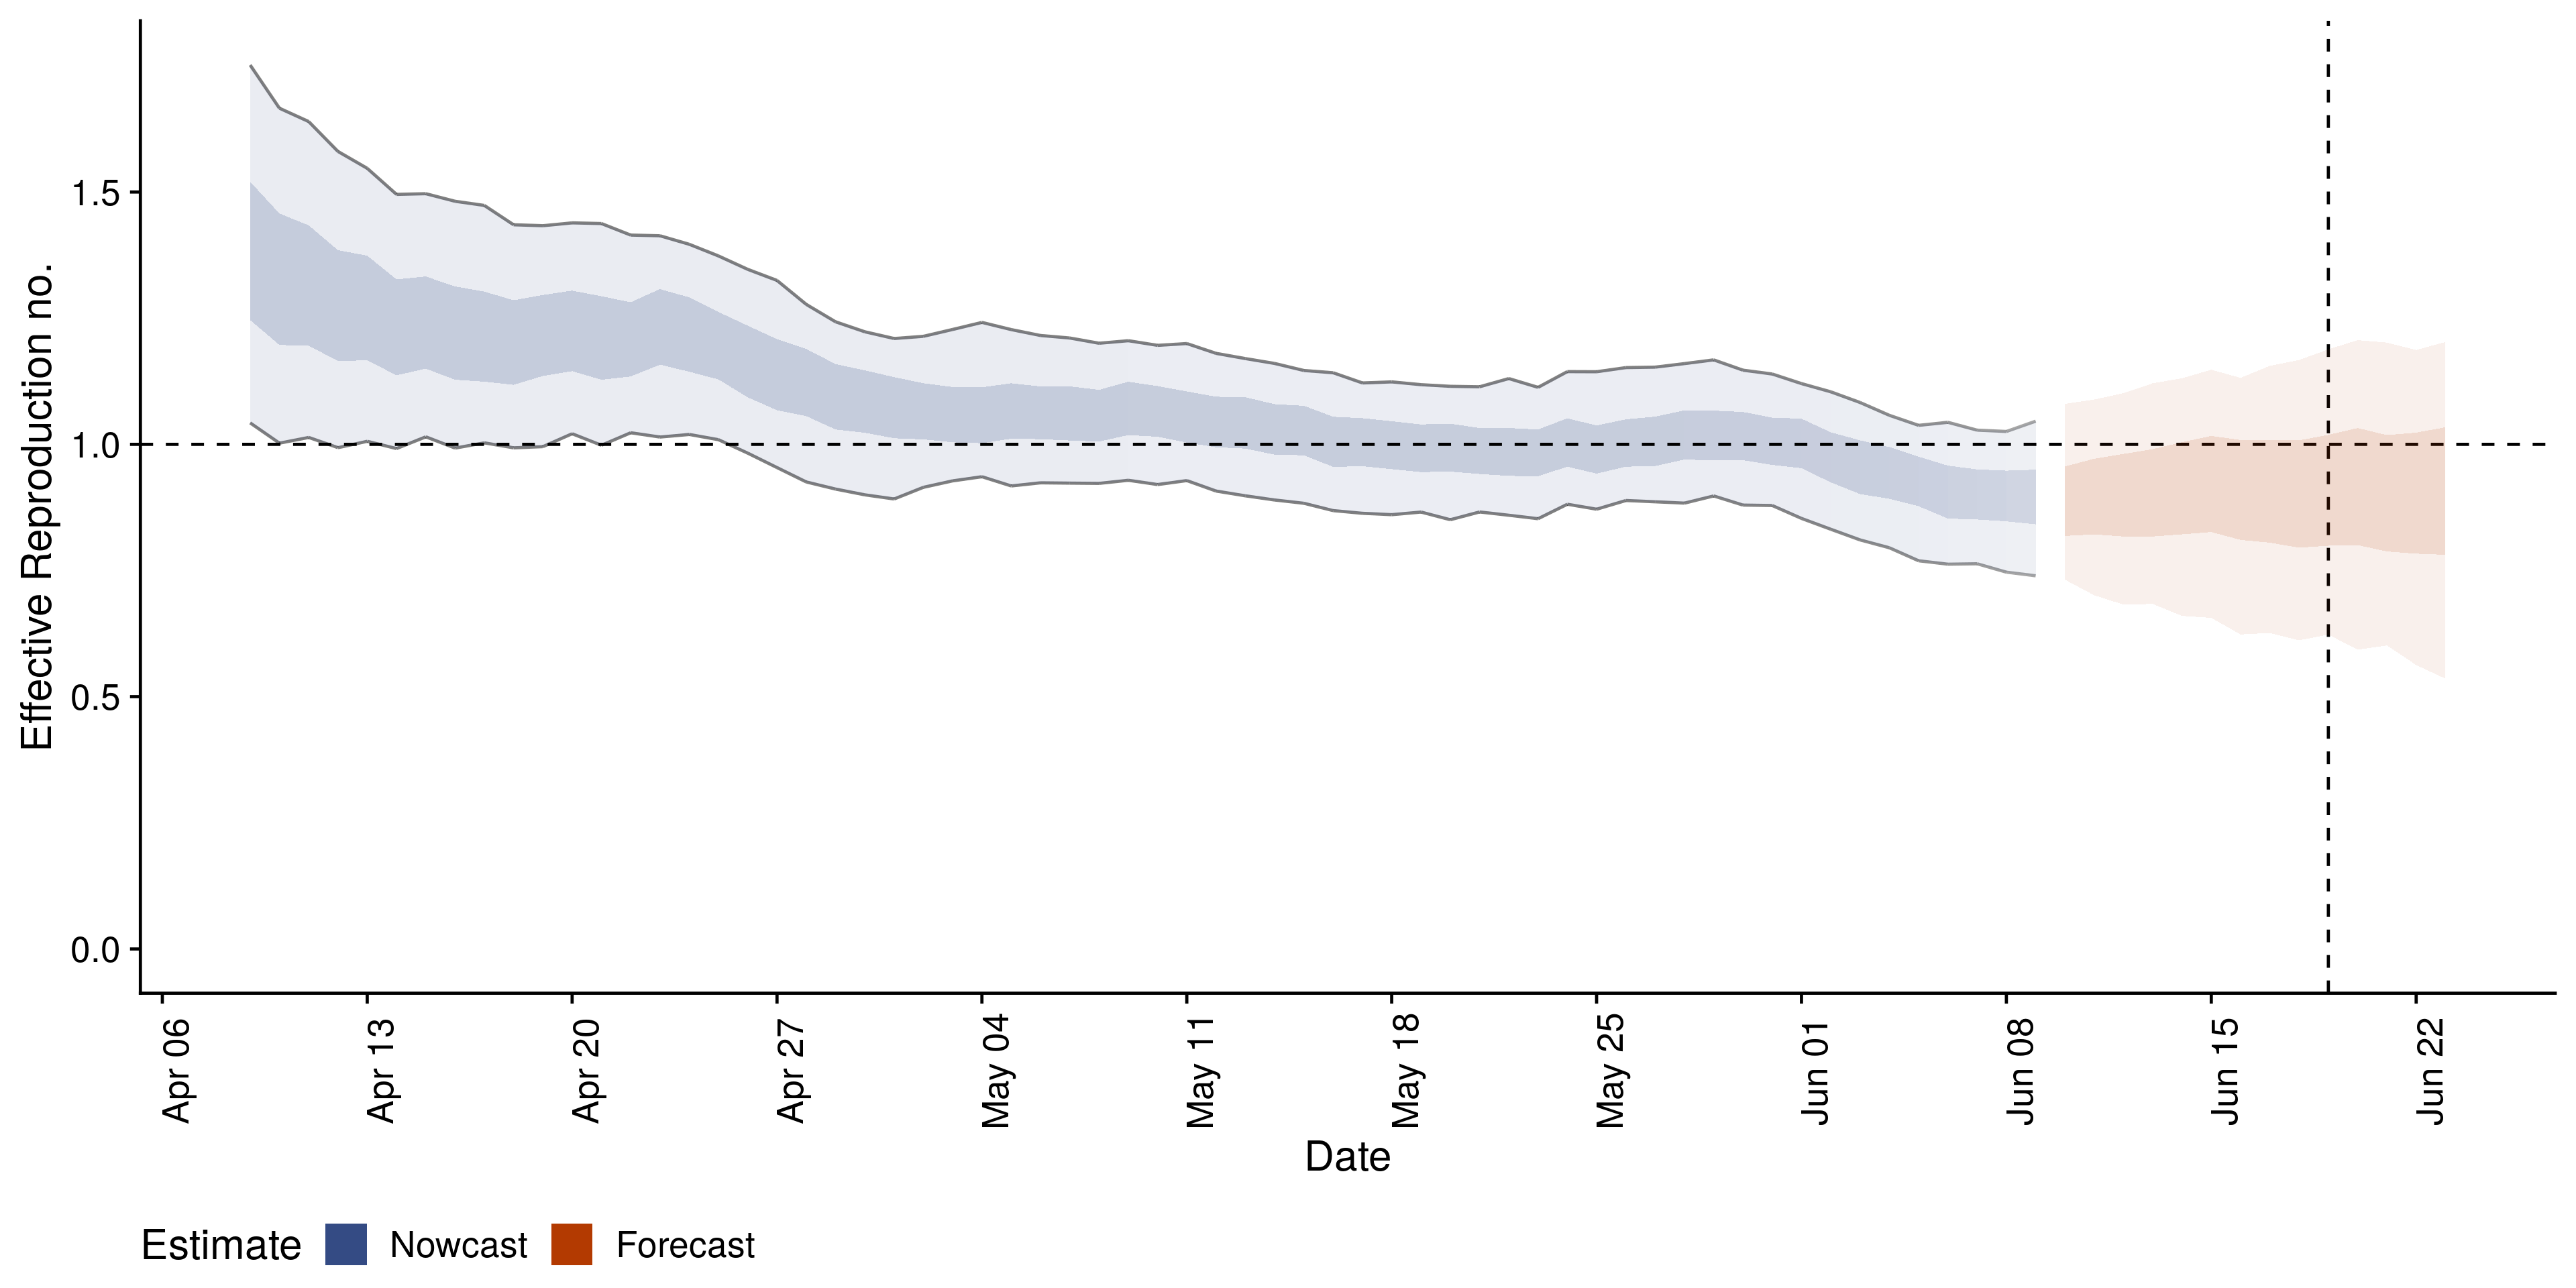 Effective Reproduction no.
1.5
1.0
0.5
0.0
Apr 06
Apr 13
Apr 20
Apr 27
May 04
May 11
May 18
May 25
Jun 01
Jun 08
Jun 15
Jun 22
Date
Estimate Nowcast Forecast